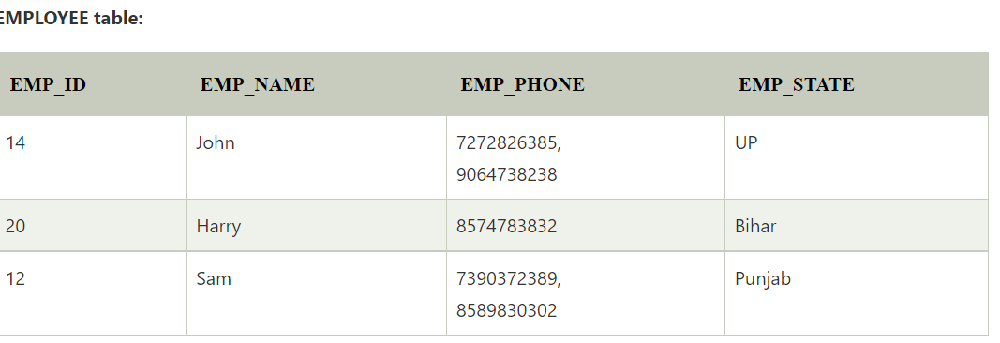 EMPLOYEE table:
EMP_ID EMP_NAME EMP_PHONE EMP_STATE
14 John 7272826385, UP
9064738238
20 Harry 8574783832 Bihar
12 Sam 7390372389, Punjab
8589830302